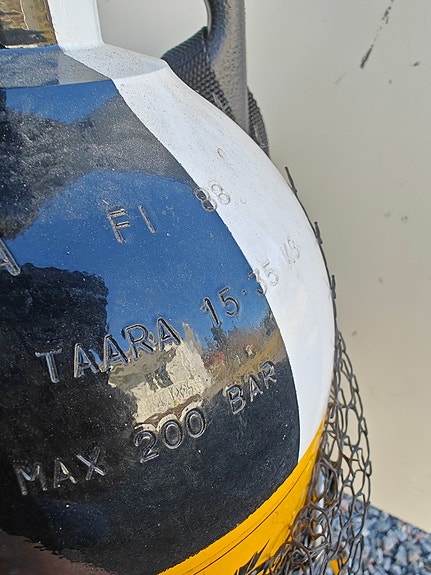 A FI 88
TAARA 15.35 KG
MAX 200 BAR